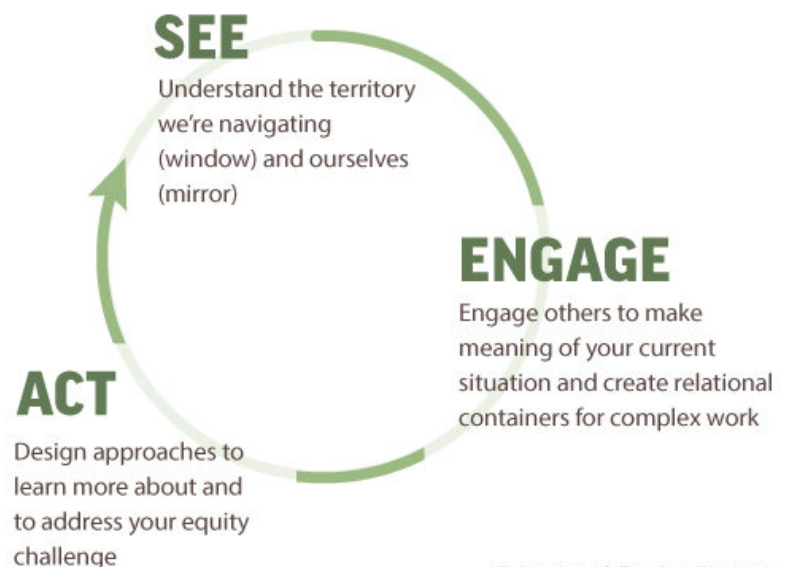 SEE
Understand the territory
we're navigating
(window) and ourselves
(mirror)
ENGAGE
Engage others to make
meaning of your current
situation and create relational
containers for complex work
ACT
Design approaches to
learn more about and
to address your equity
challenge